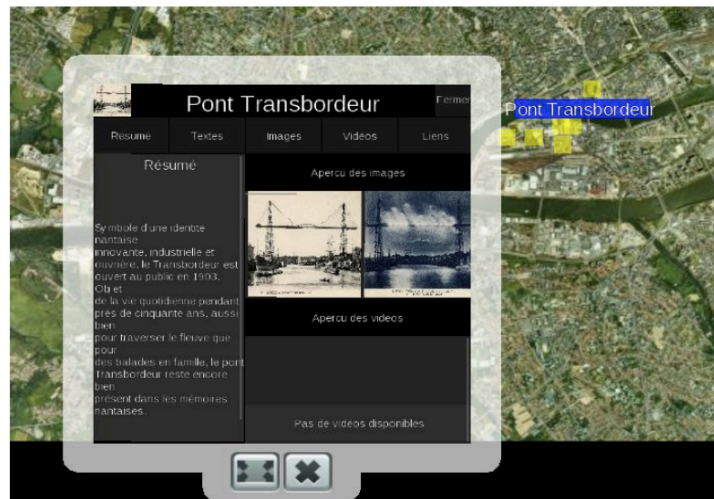 Pont Transbordeur
Fermer
Pont Transbordeur
Résumé Textes Images Vidéos Liens
Résumé
Apercu des images
Symbole d'une identité
nantaise
innovante, industrielle et
ouvrière, le Transbordeur est
ouvert au public en 1903.
Ob et
de la vie quotidienne pendant
près de cinquante ans, aussi
bien
pour traverser le fleuve que
pour
des balades en famille, le pont
Transbordeur reste encore
bien
présent dans les mémoires
nantaises.
Apercu des vidéos
Pas de vidéos disponibles